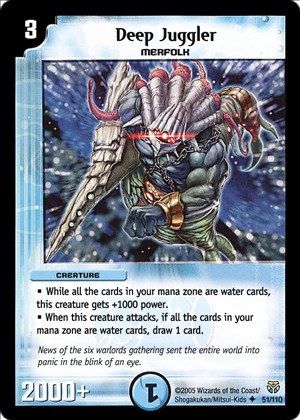 3
Deep Juggler
MERFOLK
CREATURE
▪ While all the cards in your mana zone are water cards,
this creature gets +1000 power.
▪ When this creature attacks, if all the cards in your
mana zone are water cards, draw 1 card.
News of the six warlords gathering sent the entire world into
panic in the blink of an eye.
2000+
1
©2005 Wizards of the Coast/
Shogakukan/Mitsui-Kids ♦ 51/110